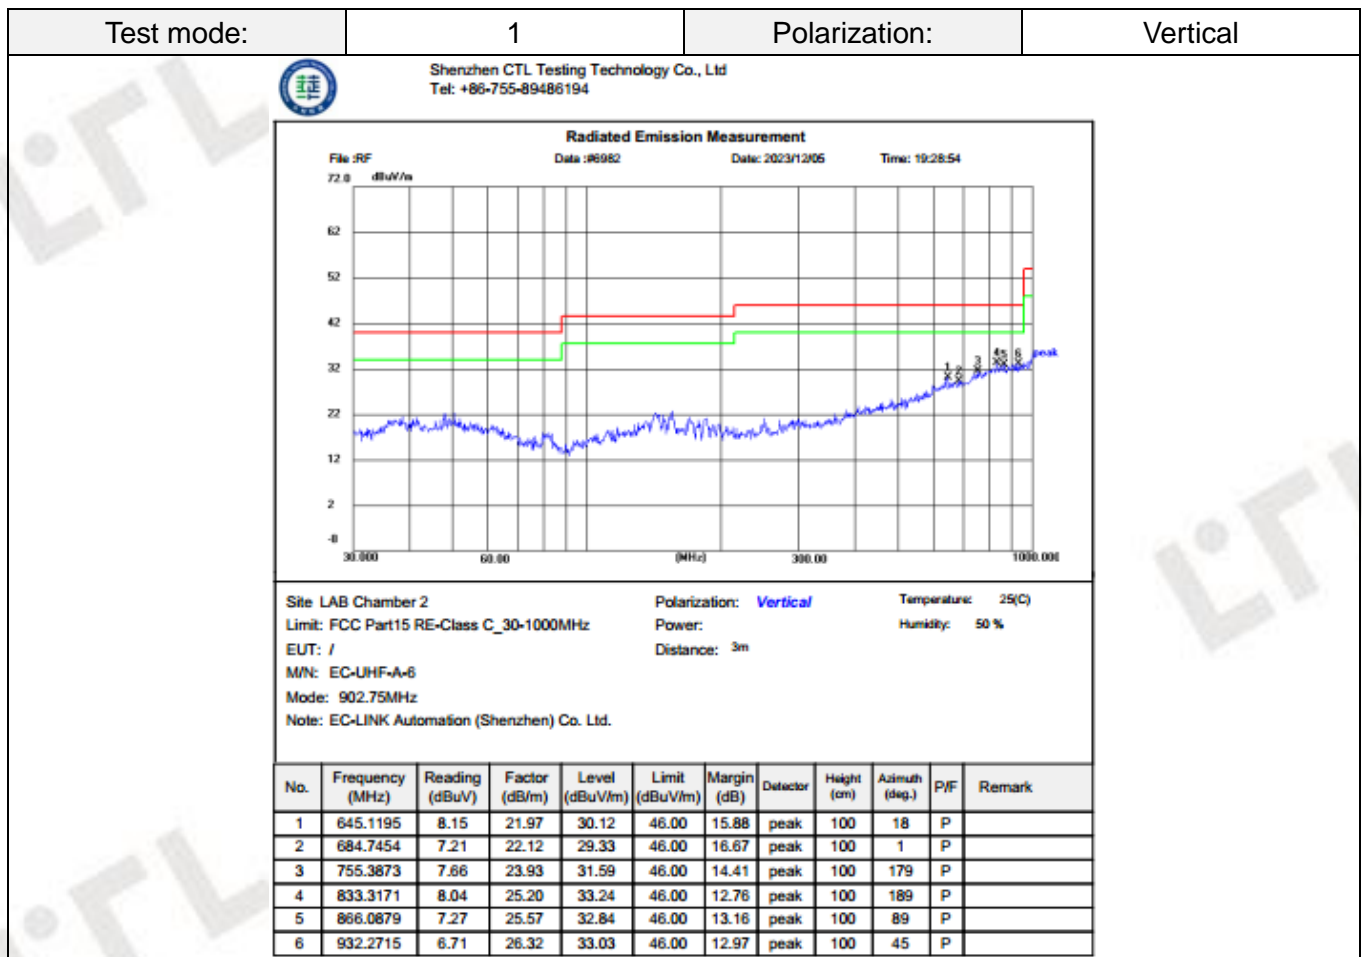 Test mode: 1 Polarization: Vertical
Shenzhen CTL Testing Technology Co., Ltd
Tel: +86-755-89486194
Radiated Emission Measurement
File :RF Data :#6982 Date: 2023/12/05 Time: 19:28:54
72.0 dBuV/m
62
52
42
32
22
12
2
-8
1 2 3 4 5 6 peak
30.000 60.00 (MHz) 300.00 1000.000
Site LAB Chamber 2 Polarization: Vertical Temperature: 25(C)
Limit: FCC Part15 RE-Class C_30-1000MHz Power: Humidity: 50 %
EUT: / Distance: 3m
M/N: EC-UHF-A-6
Mode: 902.75MHz
Note: EC-LINK Automation (Shenzhen) Co. Ltd.
No. Frequency (MHz) Reading (dBuV) Factor (dB/m) Level (dBuV/m) Limit (dBuV/m) Margin (dB) Detector Height (cm) Azimuth (deg.) P/F Remark
1 645.1195 8.15 21.97 30.12 46.00 15.88 peak 100 18 P
2 684.7454 7.21 22.12 29.33 46.00 16.67 peak 100 1 P
3 755.3873 7.66 23.93 31.59 46.00 14.41 peak 100 179 P
4 833.3171 8.04 25.20 33.24 46.00 12.76 peak 100 189 P
5 866.0879 7.27 25.57 32.84 46.00 13.16 peak 100 89 P
6 932.2715 6.71 26.32 33.03 46.00 12.97 peak 100 45 P